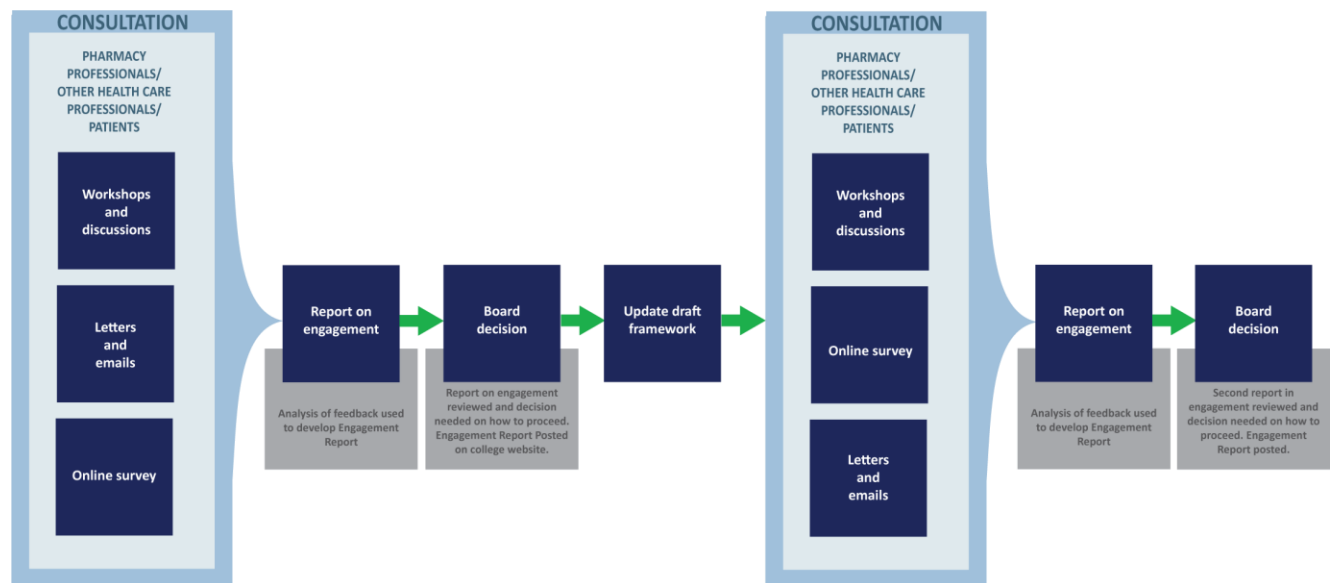 CONSULTATION
PHARMACY
PROFESSIONALS/
OTHER HEALTH CARE
PROFESSIONALS/
PATIENTS
Workshops
and
discussions
Letters
and
emails
Online survey
Report on
engagement
Analysis of feedback used
to develop Engagement
Report
Board
decision
Report on engagement
reviewed and decision
needed on how to proceed.
Engagement Report Posted
on college website.
Update draft
framework
CONSULTATION
PHARMACY
PROFESSIONALS/
OTHER HEALTH CARE
PROFESSIONALS/
PATIENTS
Workshops
and
discussions
Online survey
Letters
and
emails
Report on
engagement
Analysis of feedback used
to develop Engagement
Report
Board
decision
Second report in
engagement reviewed and
decision needed on how to
proceed. Engagement
Report posted.